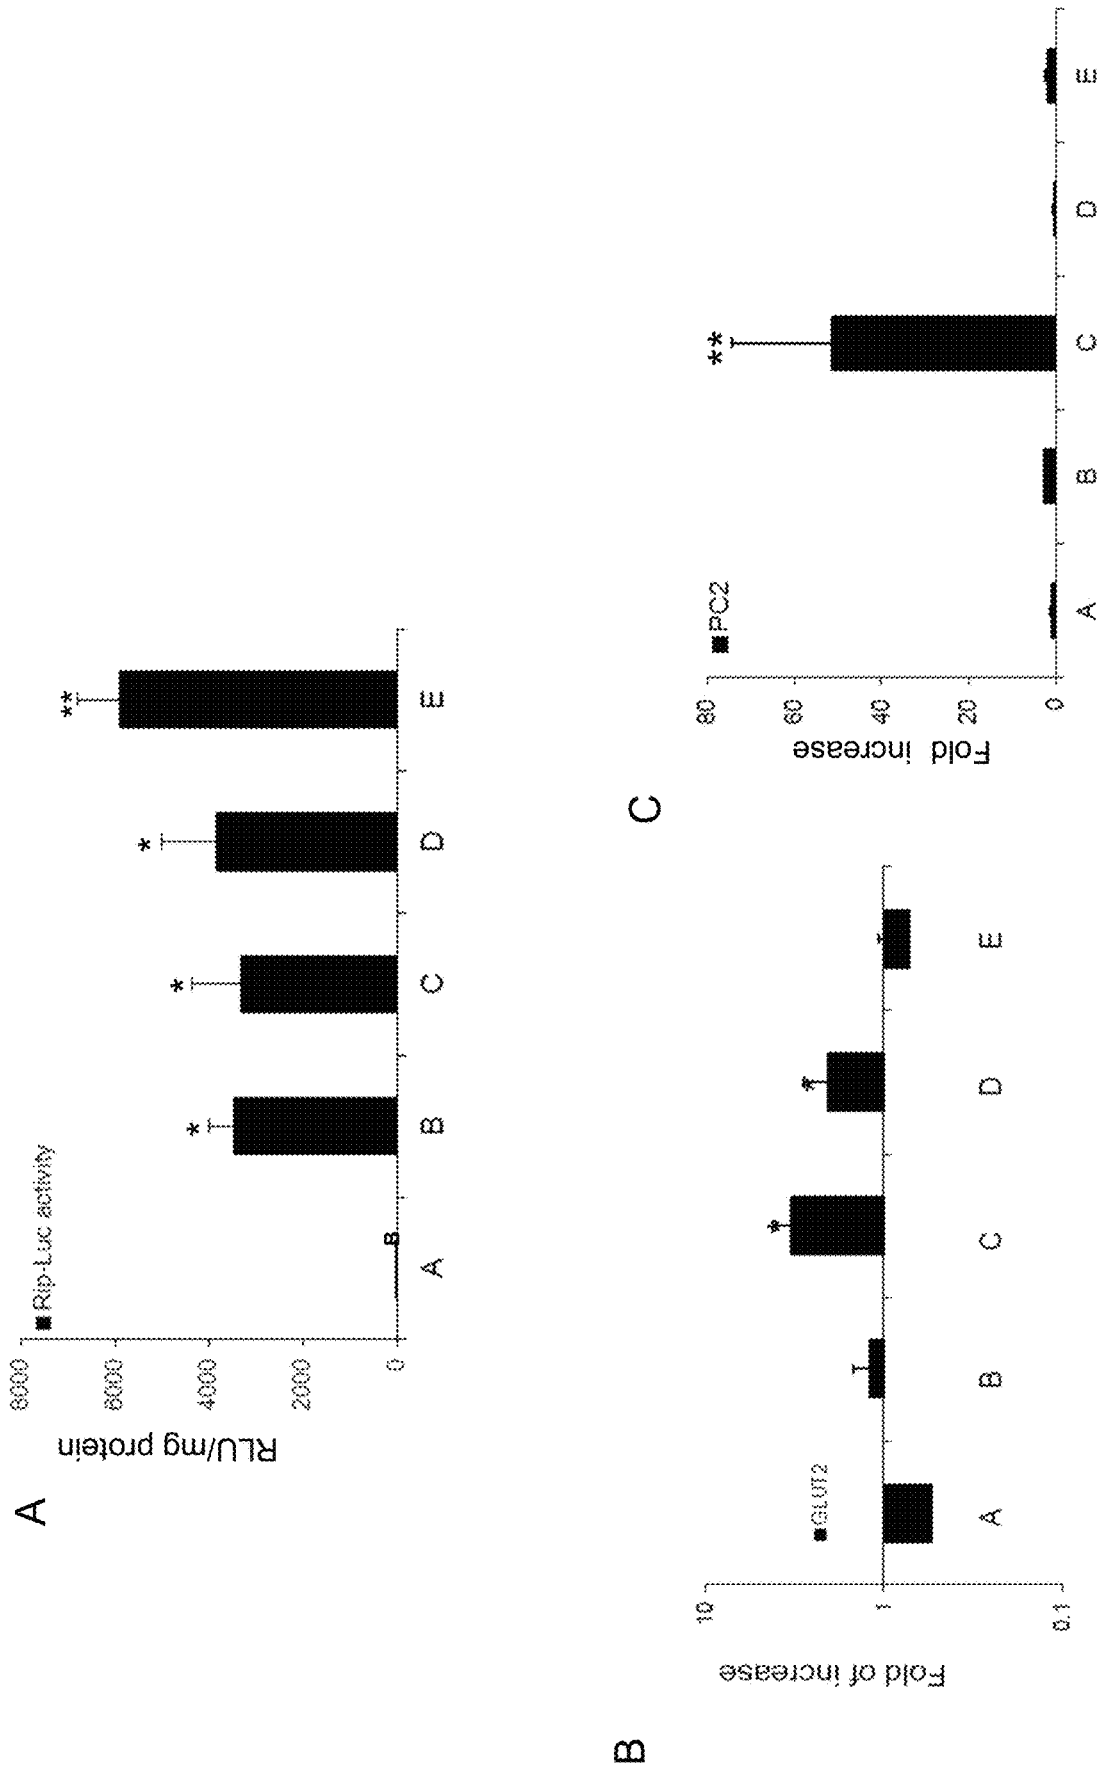 A
Rip-Luc activity
RLU/mg protein
8000
6000
4000
2000
0
*
*
*
**
B
A B C D E
B
GLUT2
Fold of increase
10
1
0.1
*
*
A B C D E
C
PC2
Fold increase
80
60
40
20
0
**
A B C D E